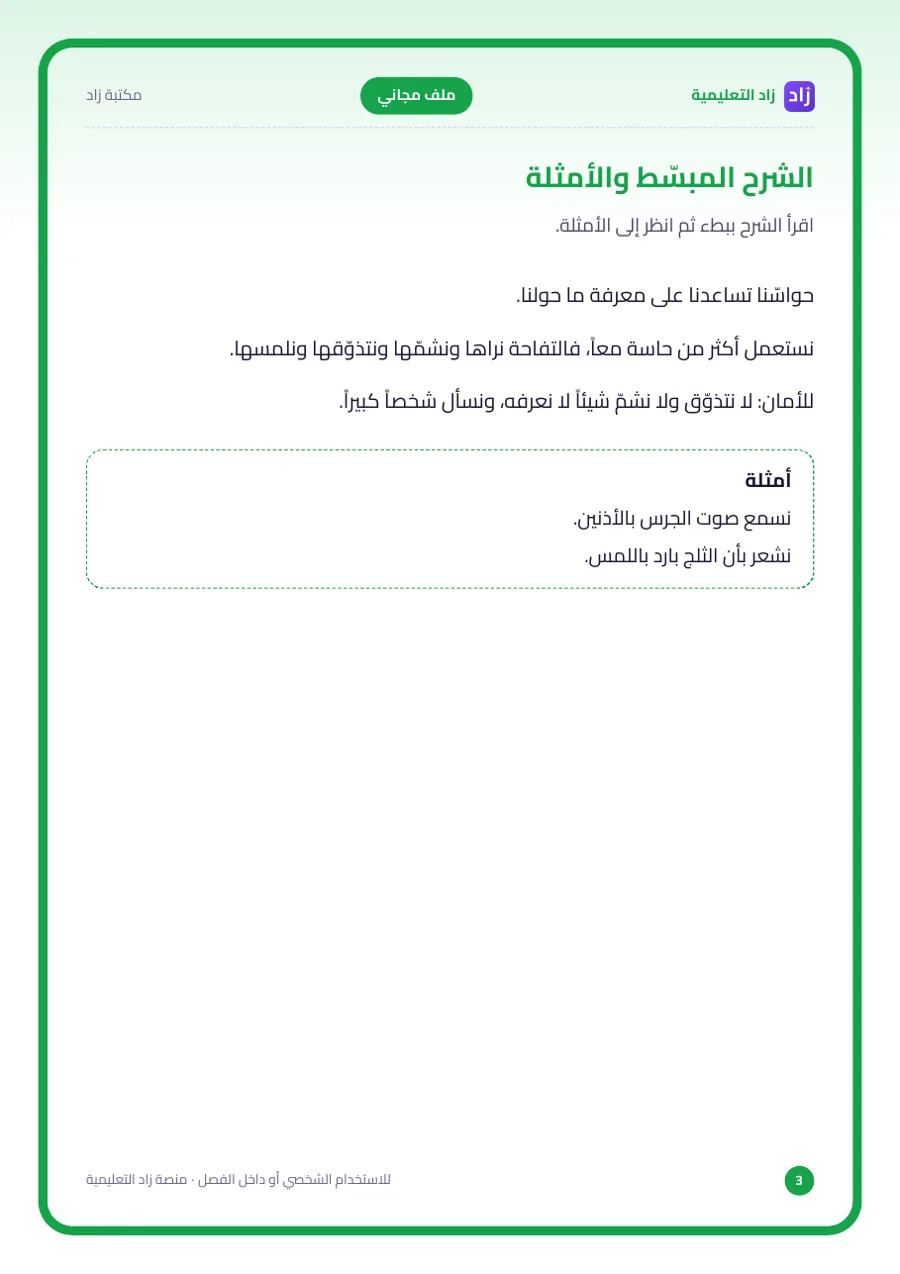 زاد
زاد التعليمية
ملف مجاني
مكتبة زاد
الشرح المبسّط والأمثلة
اقرأ الشرح ببطء ثم انظر إلى الأمثلة.
حواسّنا تساعدنا على معرفة ما حولنا.
نستعمل أكثر من حاسة معاً، فالتفاحة نراها ونشمّها ونتذوّقها ونلمسها.
للأمان: لا نتذوّق ولا نشمّ شيئاً لا نعرفه، ونسأل شخصاً كبيراً.
أمثلة
نسمع صوت الجرس بالأذنين.
نشعر بأن الثلج بارد باللمس.
3
للاستخدام الشخصي أو داخل الفصل · منصة زاد التعليمية